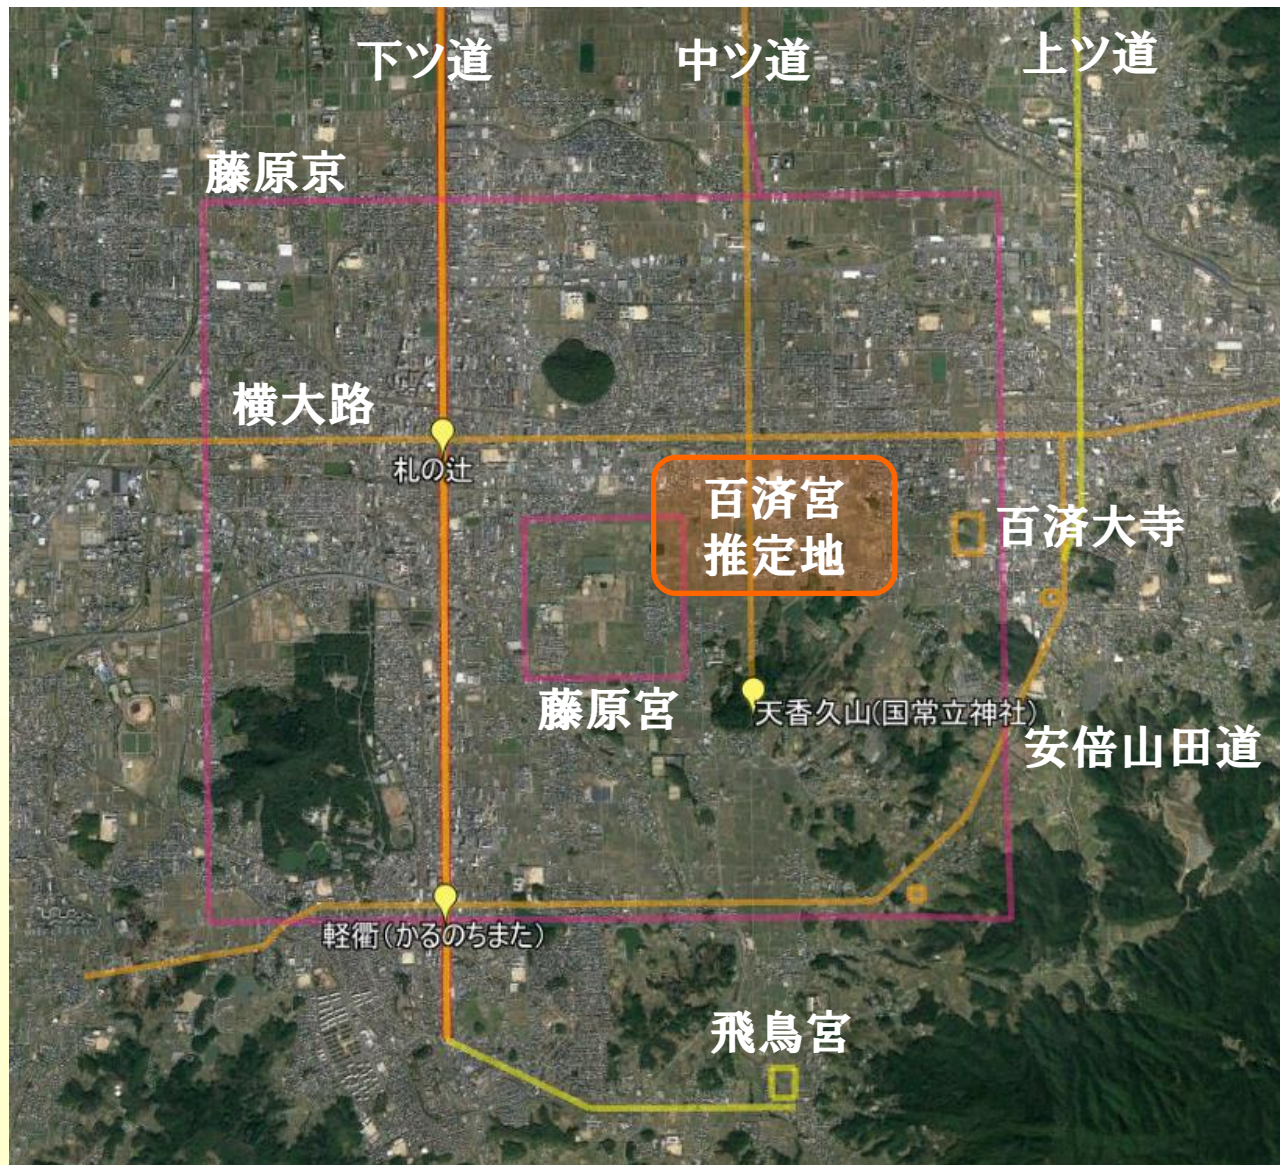 下ツ道
中ツ道
上ツ道
藤原京
横大路
札の辻
百済宮
推定地
百済大寺
藤原宮
天香久山(国常立神社)
安倍山田道
軽衢(かるのちまた)
飛鳥宮